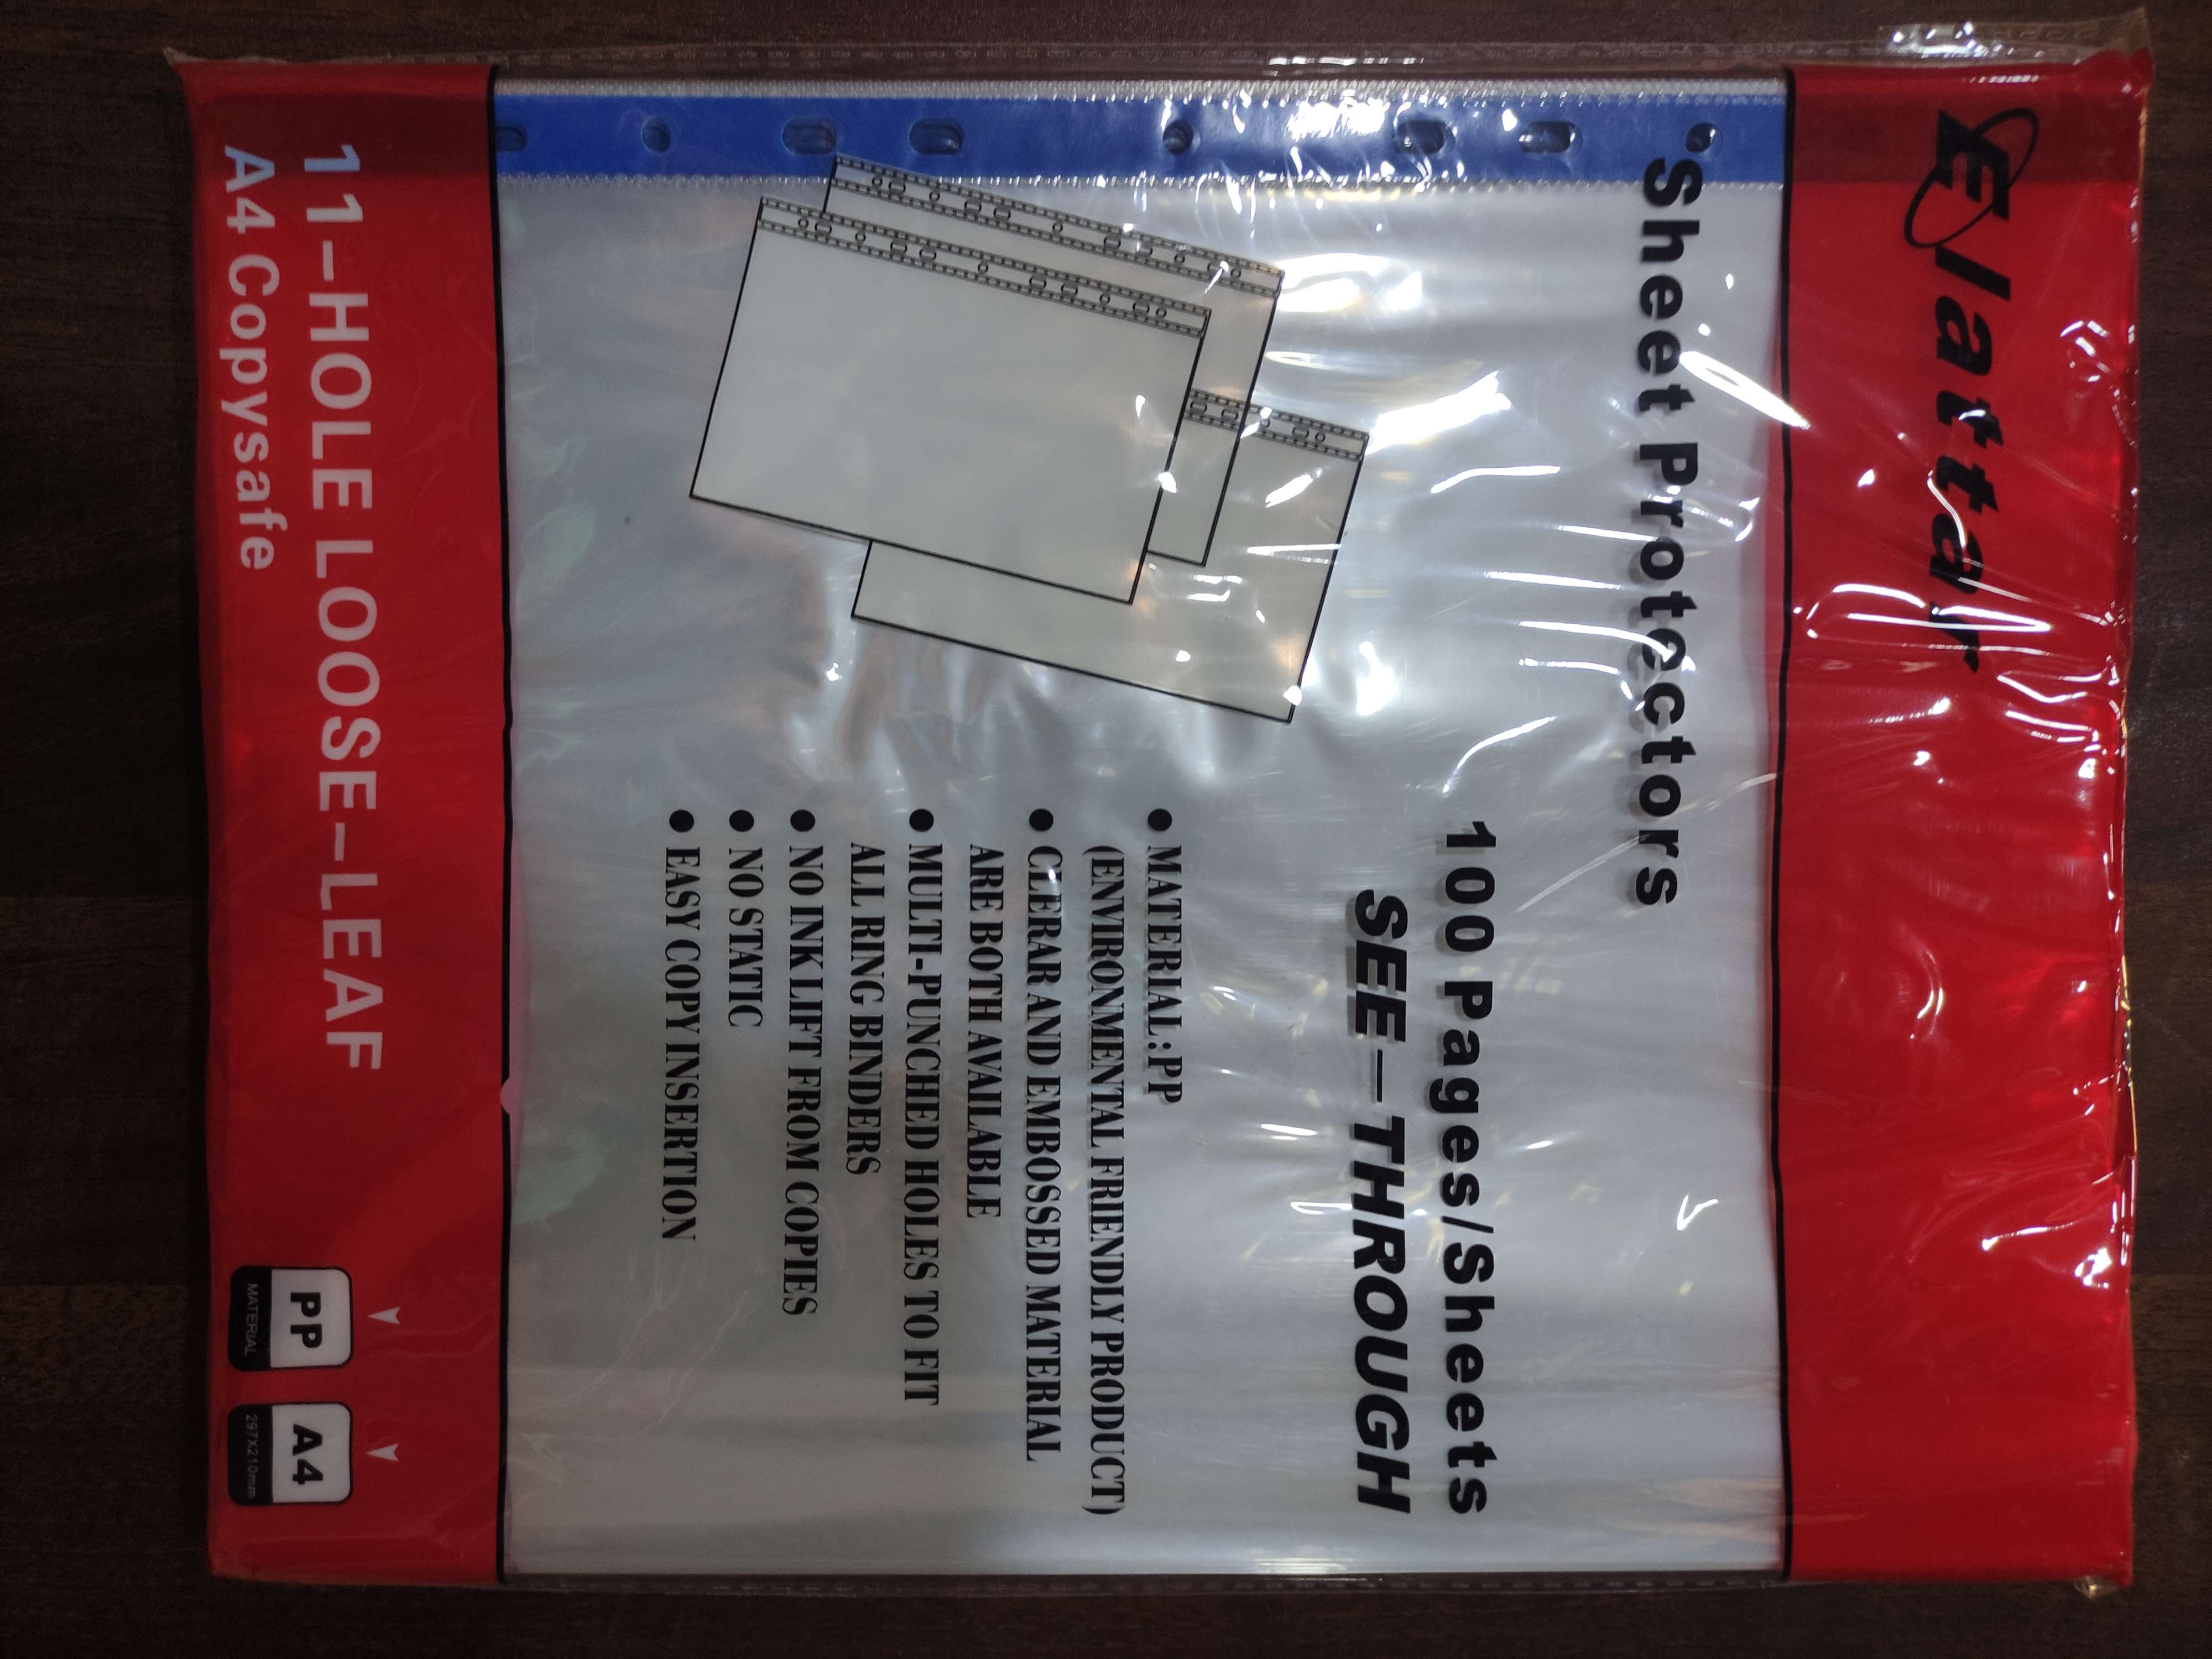 Elattar
Sheet Protectors
100 Pages/Sheets
SEE-THROUGH
● MATERIAL:PP
(ENVIRONMENTAL FRIENDLY PRODUCT)
● CLERAR AND EMBOSSED MATERIAL
ARE BOTH AVAILABLE
● MULTI-PUNCHED HOLES TO FIT
ALL RING BINDERS
● NO INK LIFT FROM COPIES
● NO STATIC
● EASY COPY INSERTION
11-HOLE LOOSE-LEAF
A4 Copysafe
PP
MATERIAL
A4
297X210mm